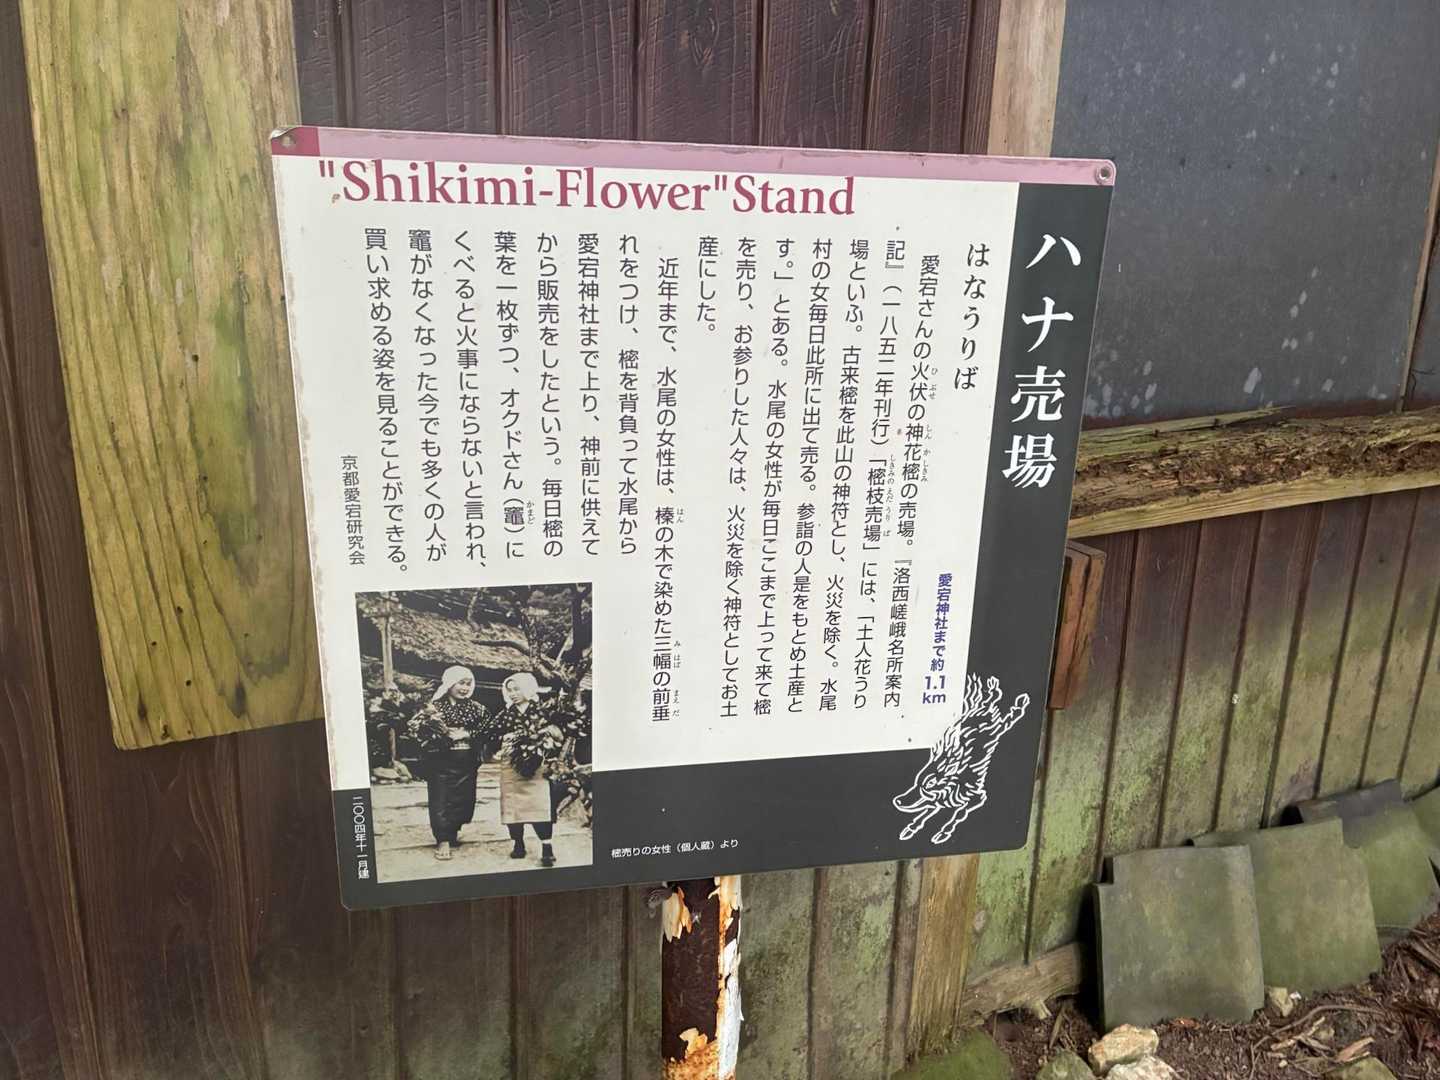 "Shikimi-Flower"Stand
ハナ売場
はなうりば
愛宕神社まで約1.1km
愛宕さんの火伏の神花樒の売場。『洛西嵯峨名所案内
記』（一八五二年刊行）「樒枝売場」には、「土人花うり
場といふ。古来樒を此山の神符とし、火災を除く。水尾
村の女毎日此所に出て売る。参詣の人是をもとめ土産と
す。」とある。水尾の女性が毎日ここまで上って来て樒
を売り、お参りした人々は、火災を除く神符としてお土
産にした。
近年まで、水尾の女性は、榛の木で染めた三幅の前垂
れをつけ、樒を背負って水尾から
愛宕神社まで上り、神前に供えて
から販売をしたという。毎日樒の
葉を一枚ずつ、オクドさん（竈）に
くべると火事にならないと言われ、
竈がなくなった今でも多くの人が
買い求める姿を見ることができる。
京都愛宕研究会
樒売りの女性（個人蔵）より
二〇〇四年十一月建